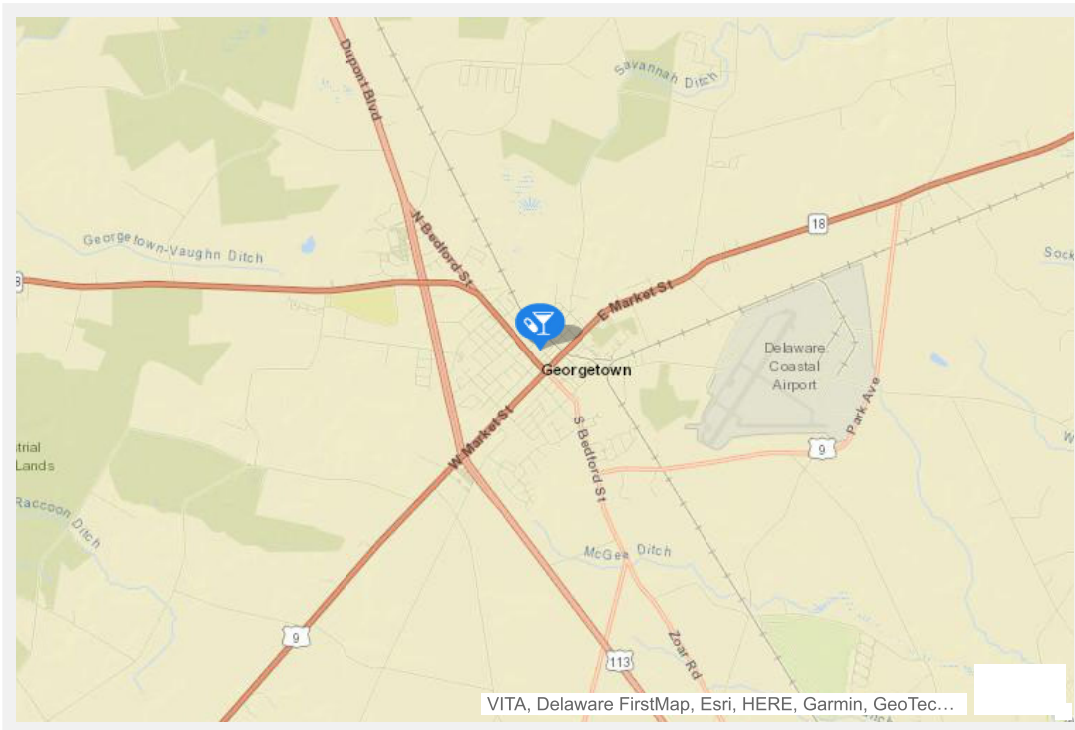 Dupont Blvd
Savannah Ditch
N Bedford St
18
Georgetown-Vaughn Ditch
Sock
8
E Market St
Delaware
Coastal
Airport
Georgetown
Park Ave
W Market St
S Bedford St
9
W
trial
Lands
Raccoon Ditch
McGee Ditch
9
Zoar Rd
113
VITA, Delaware FirstMap, Esri, HERE, Garmin, GeoTec...